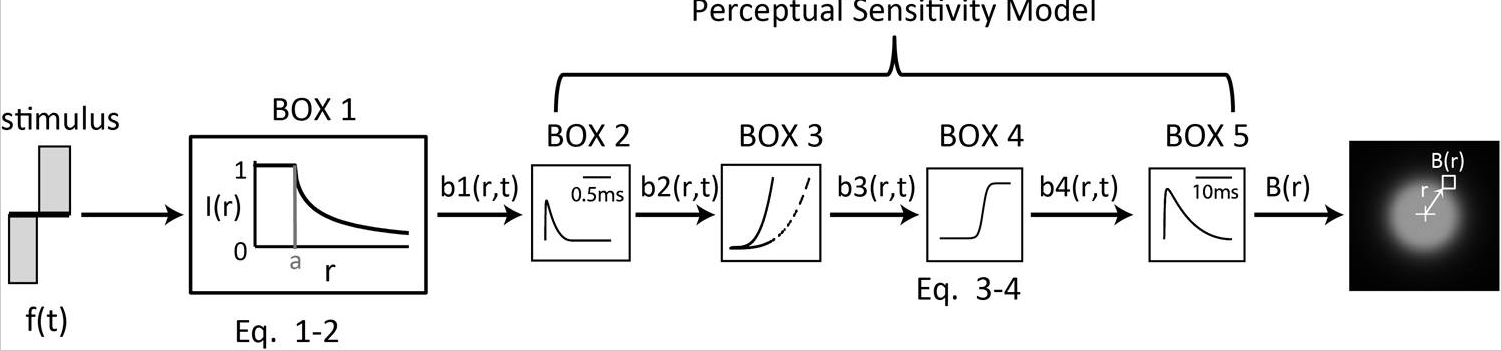 Perceptual Sensitivity Model
stimulus
f(t)
BOX 1
1
I(r)
0
a
r
Eq. 1-2
b1(r,t)
BOX 2
0.5ms
b2(r,t)
BOX 3
b3(r,t)
BOX 4
Eq. 3-4
b4(r,t)
BOX 5
10ms
B(r)
B(r)
r